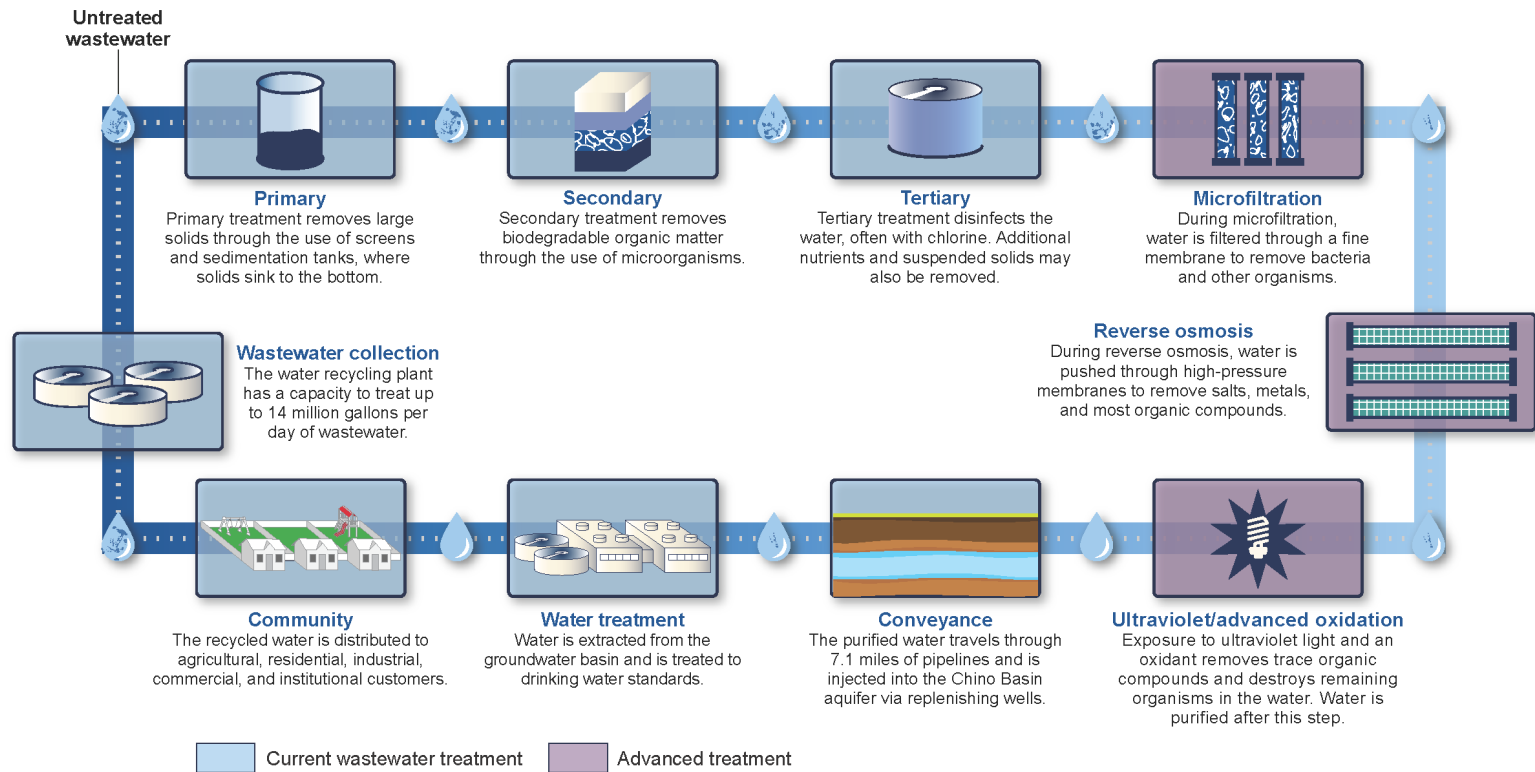 Untreated
wastewater
Primary
Primary treatment removes large
solids through the use of screens
and sedimentation tanks, where
solids sink to the bottom.
Secondary
Secondary treatment removes
biodegradable organic matter
through the use of microorganisms.
Tertiary
Tertiary treatment disinfects the
water, often with chlorine. Additional
nutrients and suspended solids may
also be removed.
Microfiltration
During microfiltration,
water is filtered through a fine
membrane to remove bacteria
and other organisms.
Wastewater collection
The water recycling plant
has a capacity to treat up
to 14 million gallons per
day of wastewater.
Reverse osmosis
During reverse osmosis, water is
pushed through high-pressure
membranes to remove salts, metals,
and most organic compounds.
Community
The recycled water is distributed to
agricultural, residential, industrial,
commercial, and institutional customers.
Water treatment
Water is extracted from the
groundwater basin and is treated to
drinking water standards.
Conveyance
The purified water travels through
7.1 miles of pipelines and is
injected into the Chino Basin
aquifer via replenishing wells.
Ultraviolet/advanced oxidation
Exposure to ultraviolet light and an
oxidant removes trace organic
compounds and destroys remaining
organisms in the water. Water is
purified after this step.
Current wastewater treatment
Advanced treatment